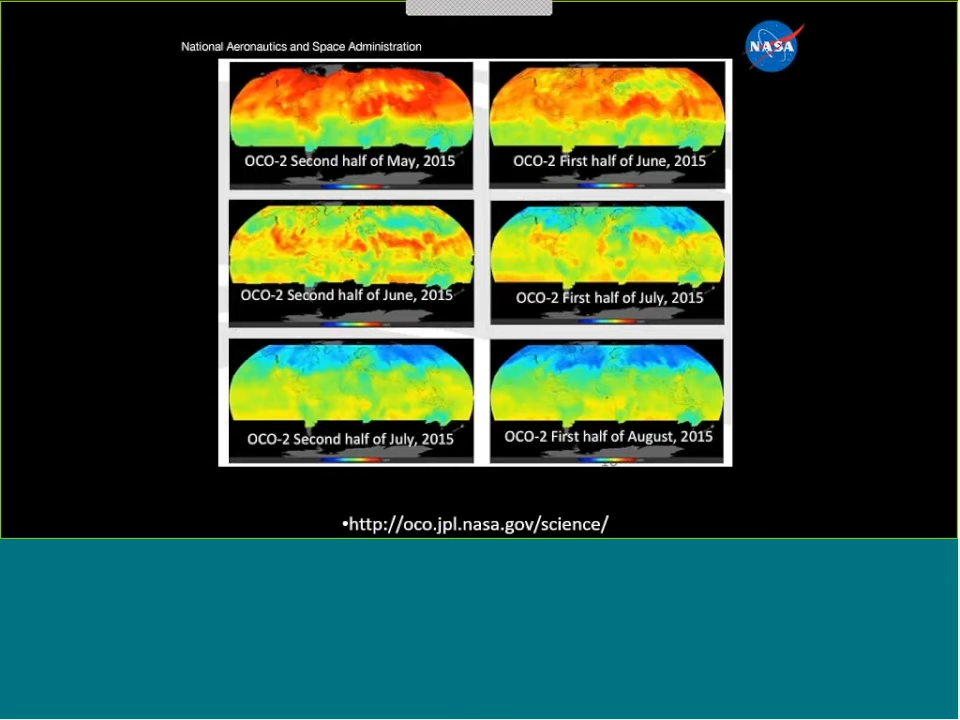 National Aeronautics and Space Administration
NASA
OCO-2 Second half of May, 2015
OCO-2 First half of June, 2015
OCO-2 Second half of June, 2015
OCO-2 First half of July, 2015
OCO-2 Second half of July, 2015
OCO-2 First half of August, 2015
•http://oco.jpl.nasa.gov/science/